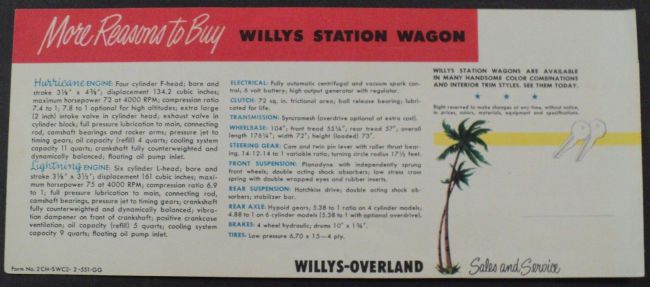 More Reasons to Buy WILLYS STATION WAGON
Hurricane ENGINE: Four cylinder F-head; bore and
stroke 3⅛" x 4⅜"; displacement 134.2 cubic inches;
maximum horsepower 72 at 4000 RPM; compression ratio
7.4 to 1; 7.8 to 1 optional for high altitudes; extra large
(2 inch) intake valve in cylinder head; exhaust valve in
cylinder block; full pressure lubrication to main, connecting
rod, camshaft bearings and rocker arms; pressure jet to
timing gears; oil capacity (refill) 4 quarts; cooling system
capacity 11 quarts; crankshaft fully counterweighted and
dynamically balanced; floating oil pump inlet.
Lightning ENGINE: Six cylinder L-head; bore and
stroke 3⅛" x 3½"; displacement 161 cubic inches; maxi-
mum horsepower 75 at 4000 RPM; compression ratio 6.9
to 1; full pressure lubrication to main, connecting rod,
camshaft bearings, pressure jet to timing gears; crankshaft
fully counterweighted and dynamically balanced; vibra-
tion dampener on front of crankshaft; positive crankcase
ventilation; oil capacity (refill) 5 quarts; cooling system
capacity 9 quarts; floating oil pump inlet.
Form No. 2CH-SWC2- 2-551-GG
ELECTRICAL: Fully automatic centrifugal and vacuum spark con-
trol; 6 volt battery; high output generator with regulator.
CLUTCH: 72 sq. in. frictional area; ball release bearing; lubri-
cated for life.
TRANSMISSION: Syncromesh (overdrive optional at extra cost).
WHEELBASE: 104"; front tread 55¼", rear tread 57"; overall
length 176¼"; width 72"; height (loaded) 73".
STEERING GEAR: Cam and twin pin lever with roller thrust bear-
ing. 14-12-14 to 1 variable ratio; turning circle radius 17½ feet.
FRONT SUSPENSION: Planadyne with independently sprung
front wheels; double acting shock absorbers; low stress cross
spring with double wrapped eyes and rubber inserts.
REAR SUSPENSION: Hotchkiss drive; double acting shock ab-
sorbers; stabilizer bar.
REAR AXLE: Hypoid gears; 5.38 to 1 ratio on 4 cylinder models;
4.88 to 1 on 6 cylinder models (5.38 to 1 with optional overdrive).
BRAKES: 4 wheel hydraulic; drums 10" x 1¾".
TIRES: Low pressure 6.70 x 15—4 ply.
WILLYS-OVERLAND
WILLYS STATION WAGONS ARE AVAILABLE
IN MANY HANDSOME COLOR COMBINATIONS
AND INTERIOR TRIM STYLES. SEE THEM TODAY.
Right reserved to make changes at any time, without notice,
in prices, colors, materials, equipment and specifications.
Sales and Service